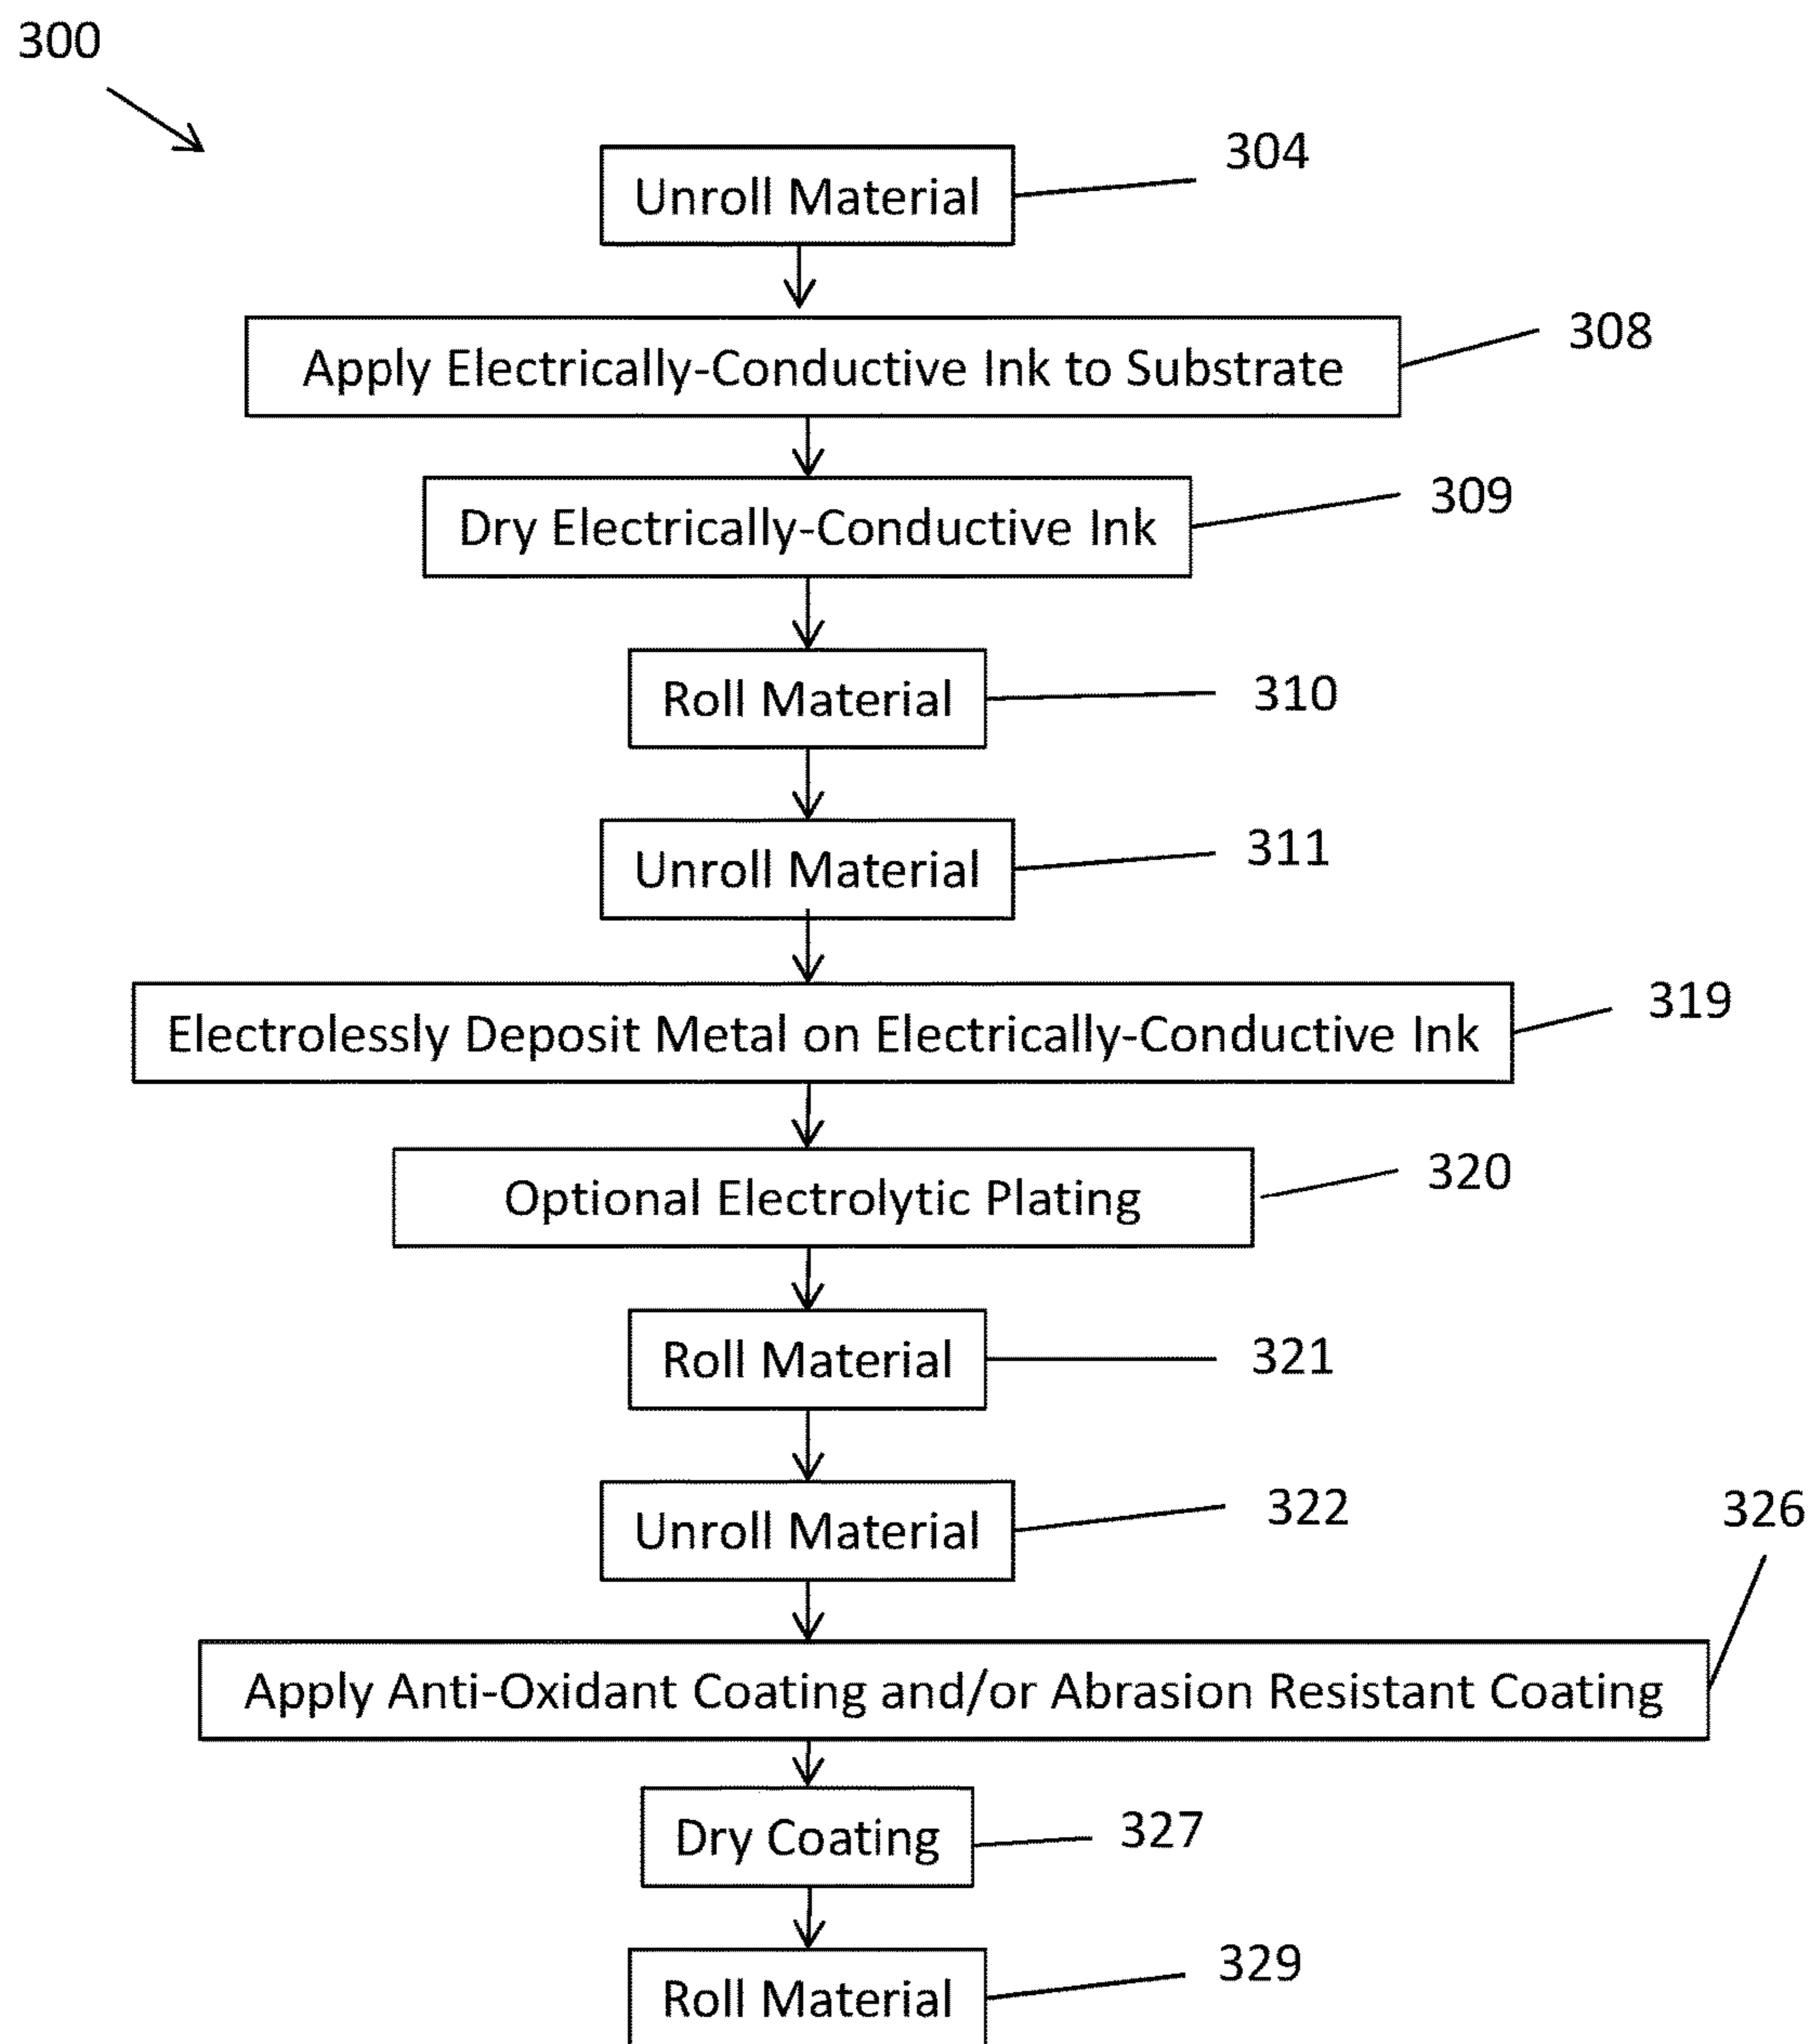 300
304
Unroll Material
308
Apply Electrically-Conductive Ink to Substrate
309
Dry Electrically-Conductive Ink
310
Roll Material
311
Unroll Material
319
Electrolessly Deposit Metal on Electrically-Conductive Ink
320
Optional Electrolytic Plating
321
Roll Material
322
Unroll Material
326
Apply Anti-Oxidant Coating and/or Abrasion Resistant Coating
327
Dry Coating
329
Roll Material